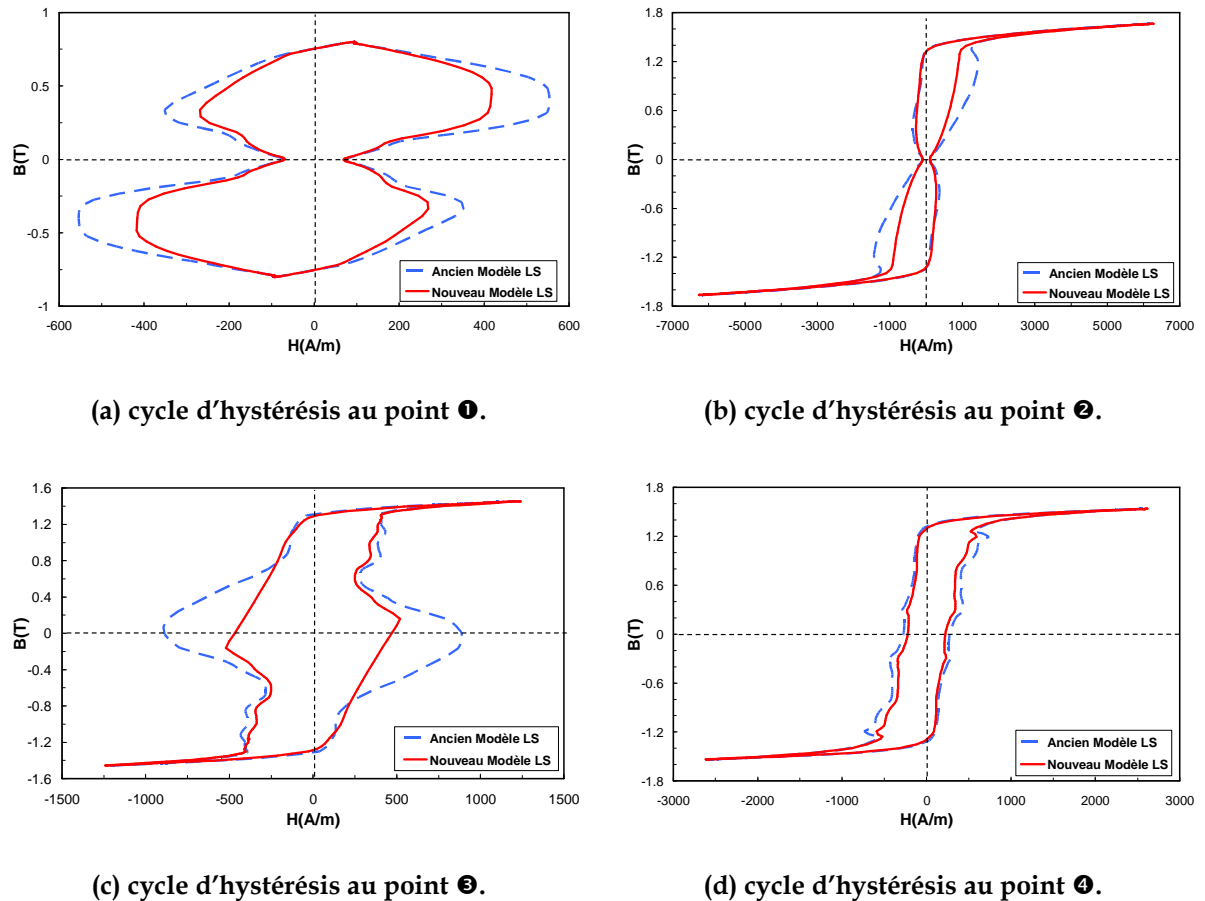 1
0.5
0
-0.5
-1
B(T)
-600 -400 -200 0 200 400 600
H(A/m)
Ancien Modèle LS
Nouveau Modèle LS
(a) cycle d’hystérésis au point ❶.
1.8
1.2
0.6
0
-0.6
-1.2
-1.8
B(T)
-7000 -5000 -3000 -1000 1000 3000 5000 7000
H(A/m)
Ancien Modèle LS
Nouveau Modèle LS
(b) cycle d’hystérésis au point ❷.
1.6
1.2
0.8
0.4
0
-0.4
-0.8
-1.2
-1.6
B(T)
-1500 -1000 -500 0 500 1000 1500
H(A/m)
Ancien Modèle LS
Nouveau Modèle LS
(c) cycle d’hystérésis au point ❸.
1.8
1.2
0.6
0
-0.6
-1.2
-1.8
B(T)
-3000 -2000 -1000 0 1000 2000 3000
H(A/m)
Ancien Modèle LS
Nouveau Modèle LS
(d) cycle d’hystérésis au point ❹.